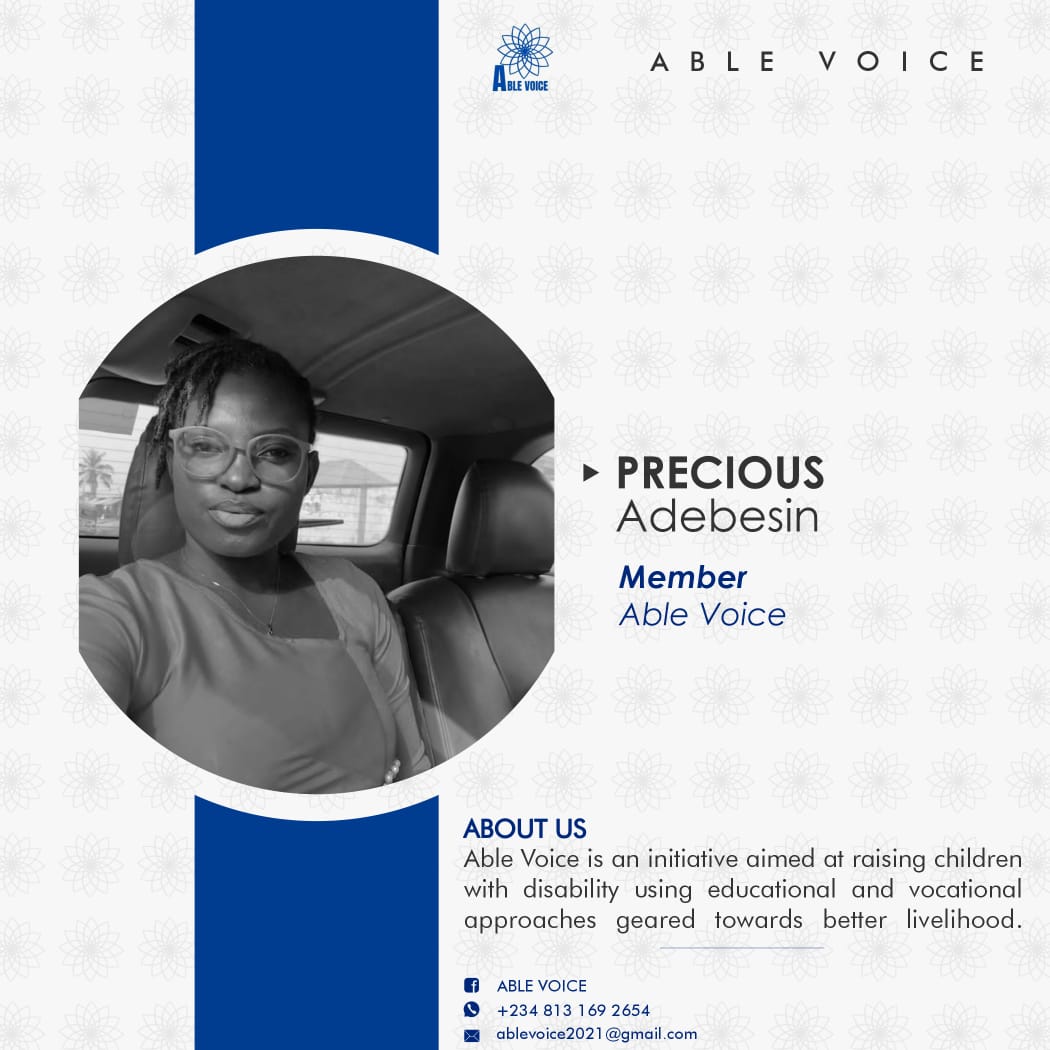 ABLE VOICE
ABLE VOICE
PRECIOUS
Adebesin
Member
Able Voice
ABOUT US
Able Voice is an initiative aimed at raising children
with disability using educational and vocational
approaches geared towards better livelihood.
ABLE VOICE
+234 813 169 2654
ablevoice2021@gmail.com